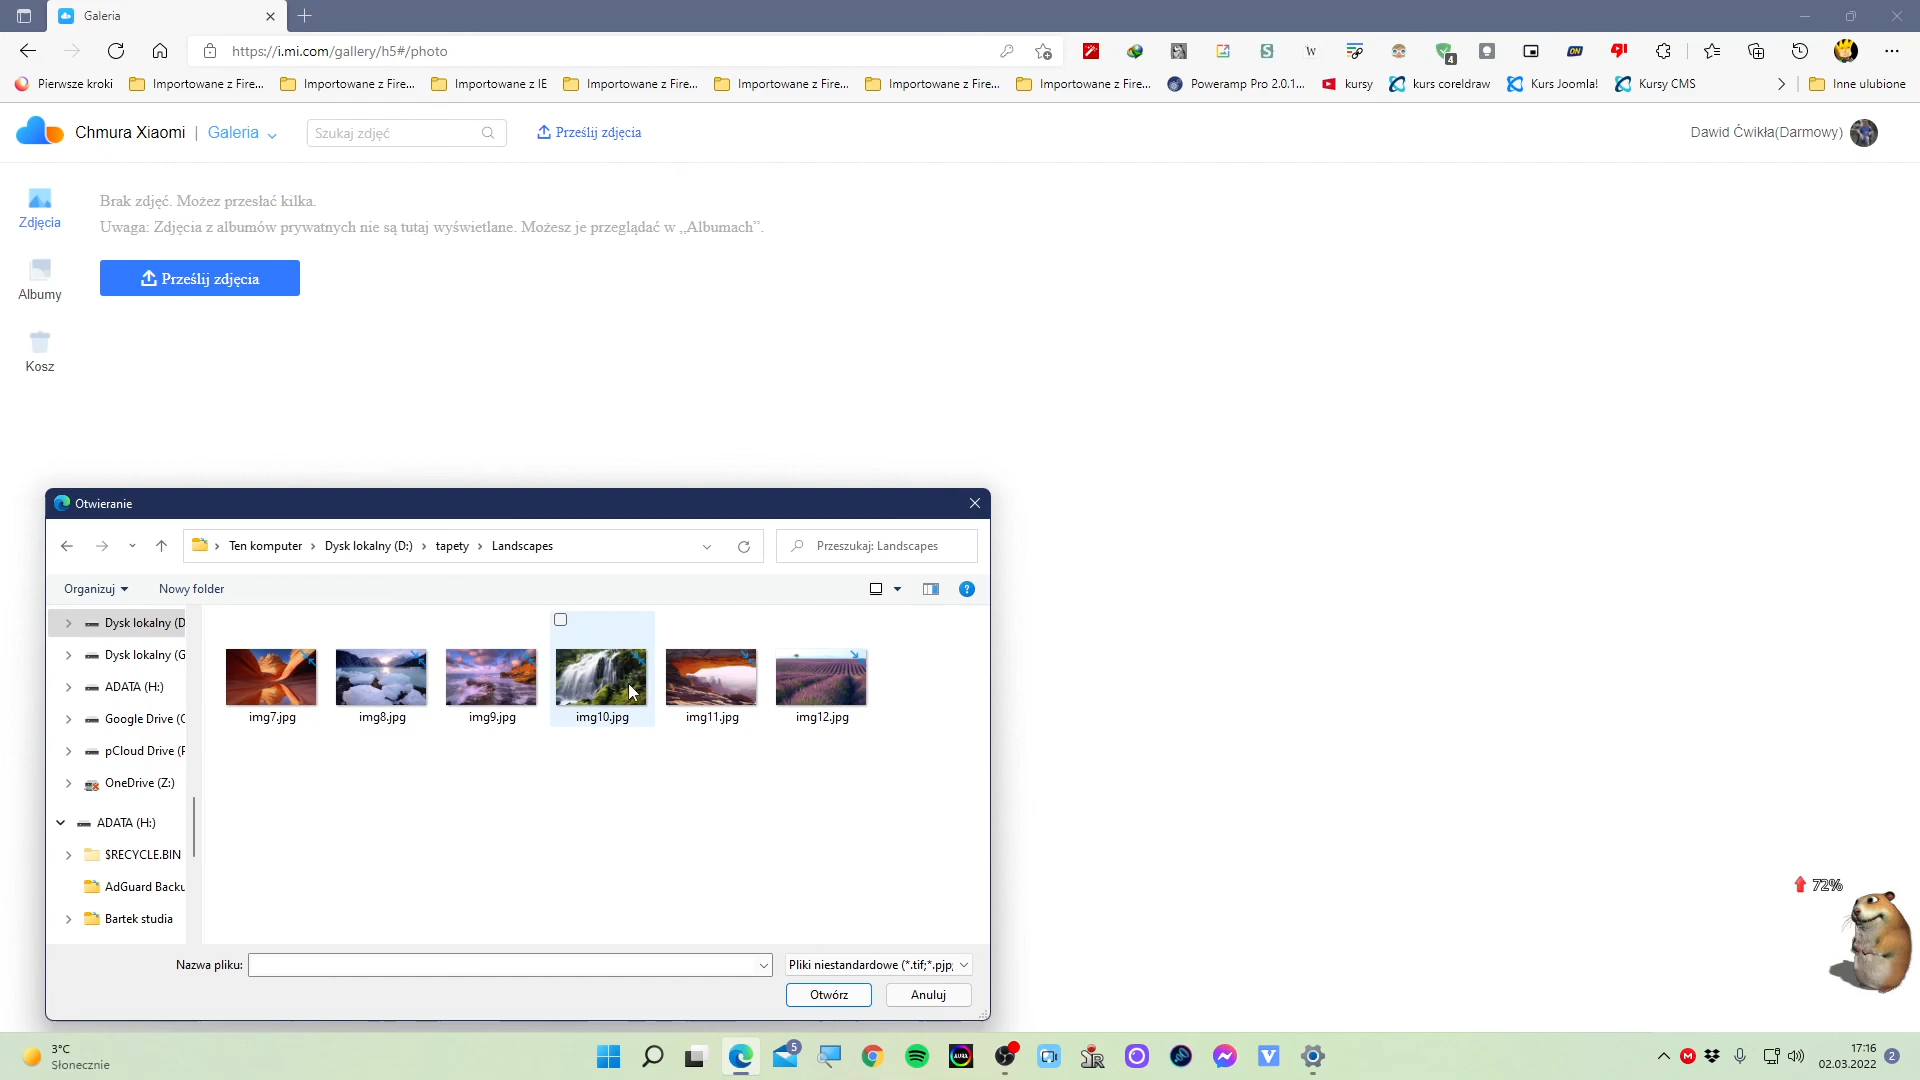 Galeria
https://i.mi.com/gallery/h5#/photo
4
ON
W
Pierwsze kroki
Importowane z Fire...
Importowane z Fire...
Importowane z IE
Importowane z Fire...
Importowane z Fire...
Importowane z Fire...
Importowane z Fire...
Poweramp Pro 2.0.1...
kursy
kurs coreldraw
Kurs Joomla!
Kursy CMS
Inne ulubione
Chmura Xiaomi | Galeria
Szukaj zdjęć
Prześlij zdjęcia
Dawid Ćwikła(Darmowy)
Zdjęcia
Brak zdjęć. Możez przesłać kilka.
Uwaga: Zdjęcia z albumów prywatnych nie są tutaj wyświetlane. Możesz je przeglądać w „Albumach”.
Prześlij zdjęcia
Albumy
Kosz
Otwieranie
Ten komputer > Dysk lokalny (D:) > tapety > Landscapes
Przeszukaj: Landscapes
Organizuj
Nowy folder
Dysk lokalny (D
Dysk lokalny (G
ADATA (H:)
Google Drive (G
pCloud Drive (P
OneDrive (Z:)
ADATA (H:)
$RECYCLE.BIN
AdGuard Backu
Bartek studia
img7.jpg
img8.jpg
img9.jpg
img10.jpg
img11.jpg
img12.jpg
Nazwa pliku:
Pliki niestandardowe (*.tif;*.pjp;
Otwórz
Anuluj
72%
3°C
Słonecznie
5
AURA
17:16
02.03.2022
2